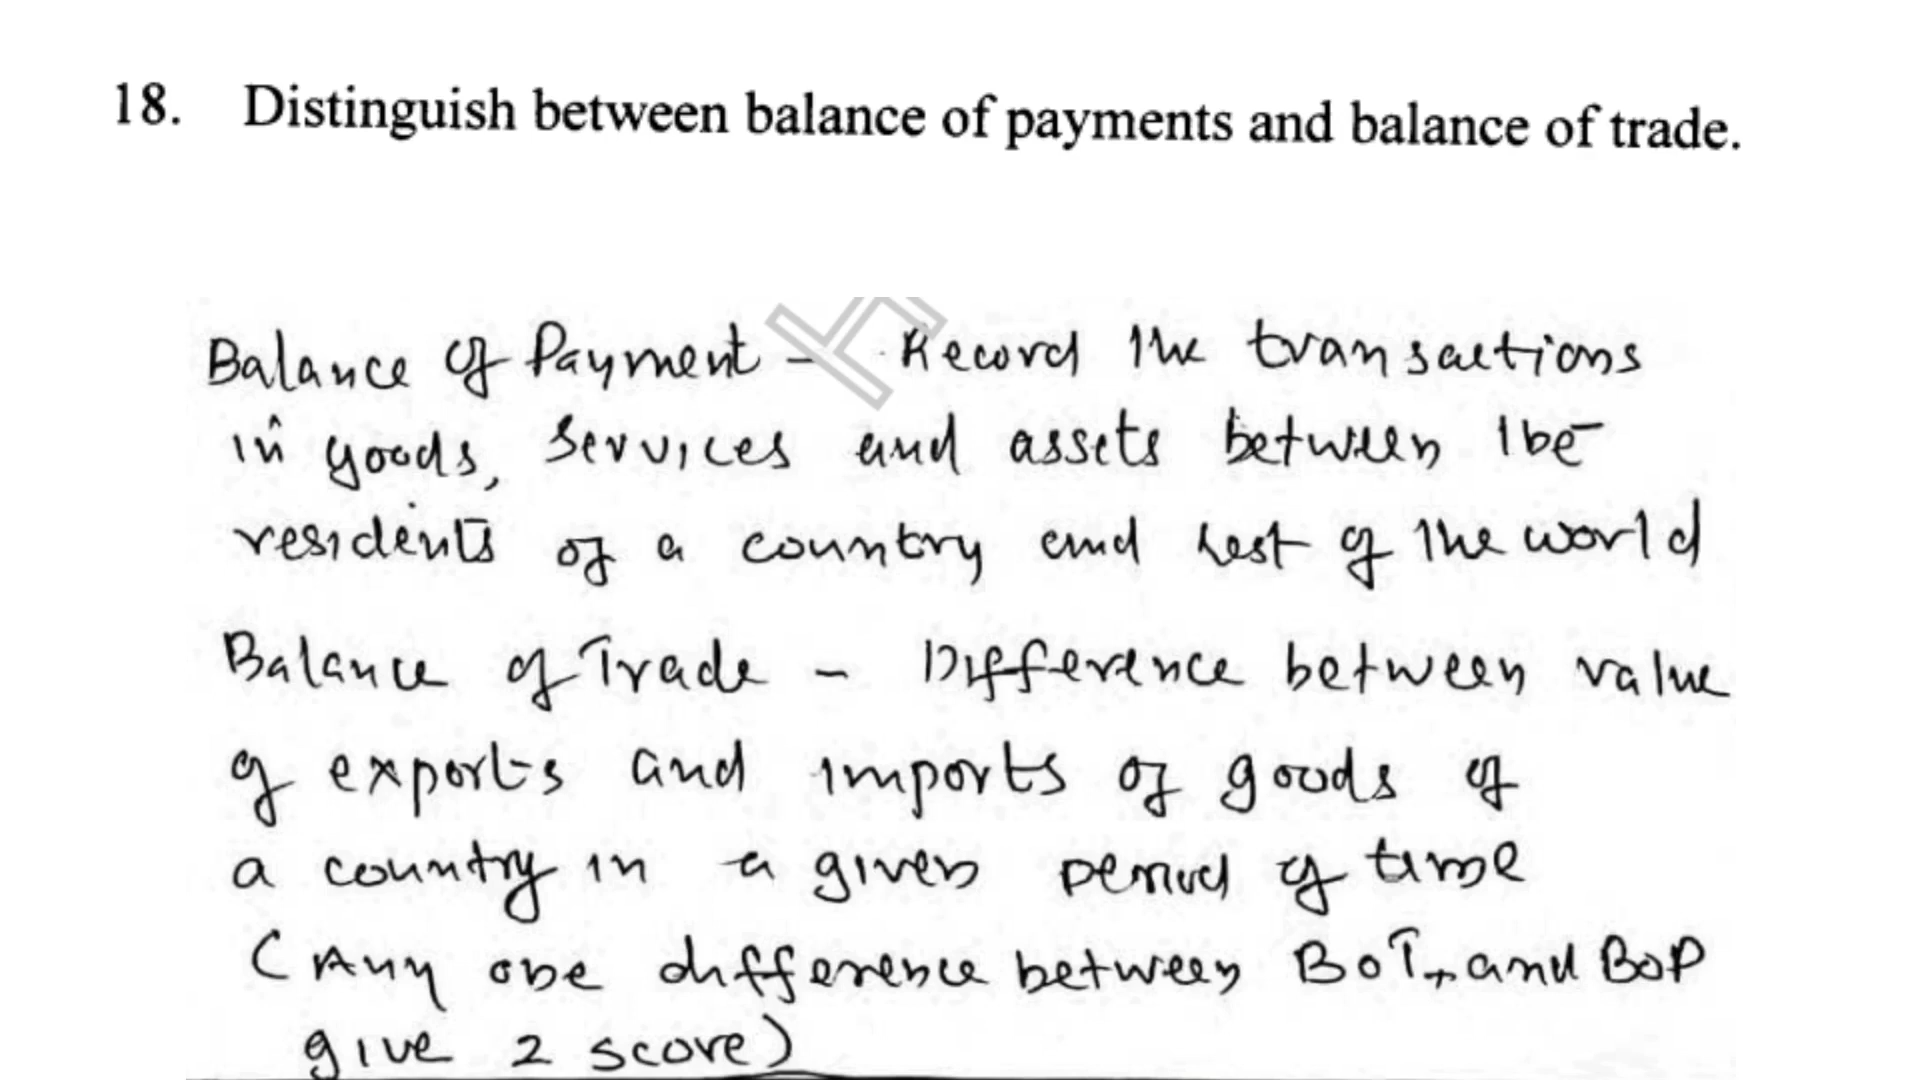 18. Distinguish between balance of payments and balance of trade.
Balance of Payment - Record the transactions
in goods, services and assets between the
residents of a country and rest of the world
Balance of Trade - Difference between value
of exports and imports of goods of
a country in a given period of time
(Any one difference between BoT, and BoP
give 2 score)